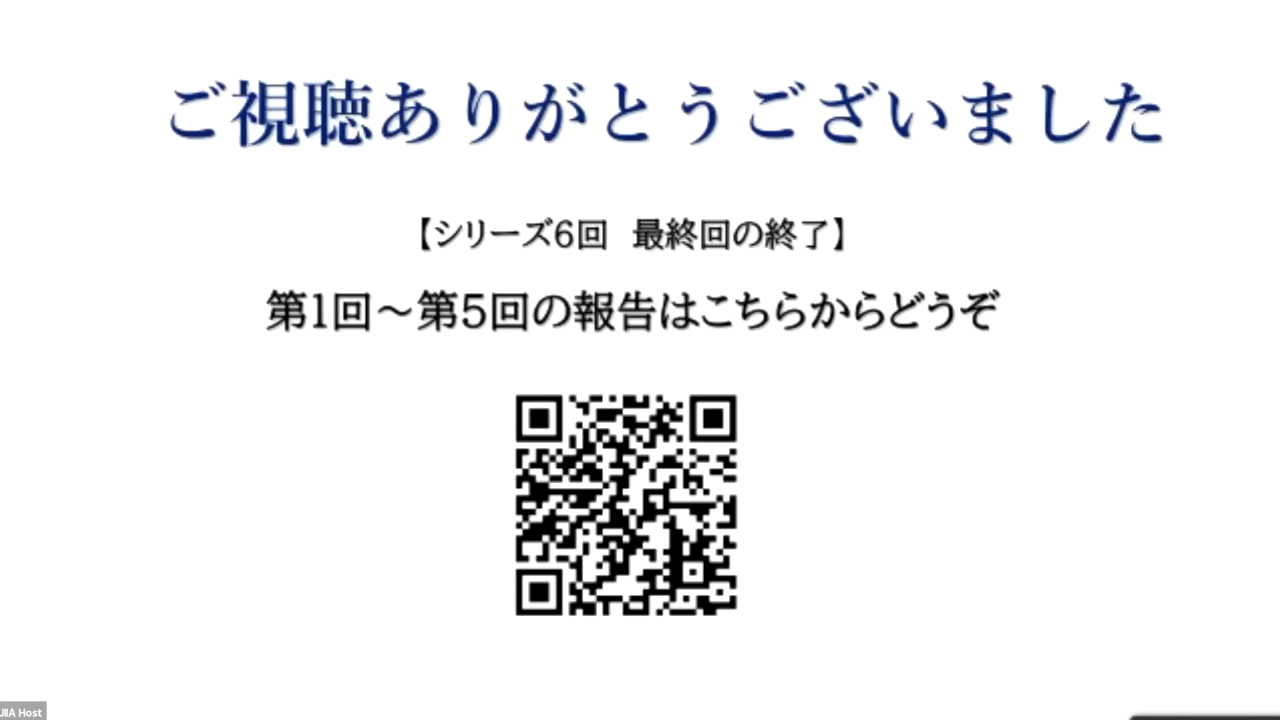 ご視聴ありがとうございました
【シリーズ6回 最終回の終了】
第1回～第5回の報告はこちらからどうぞ
JIIA Host